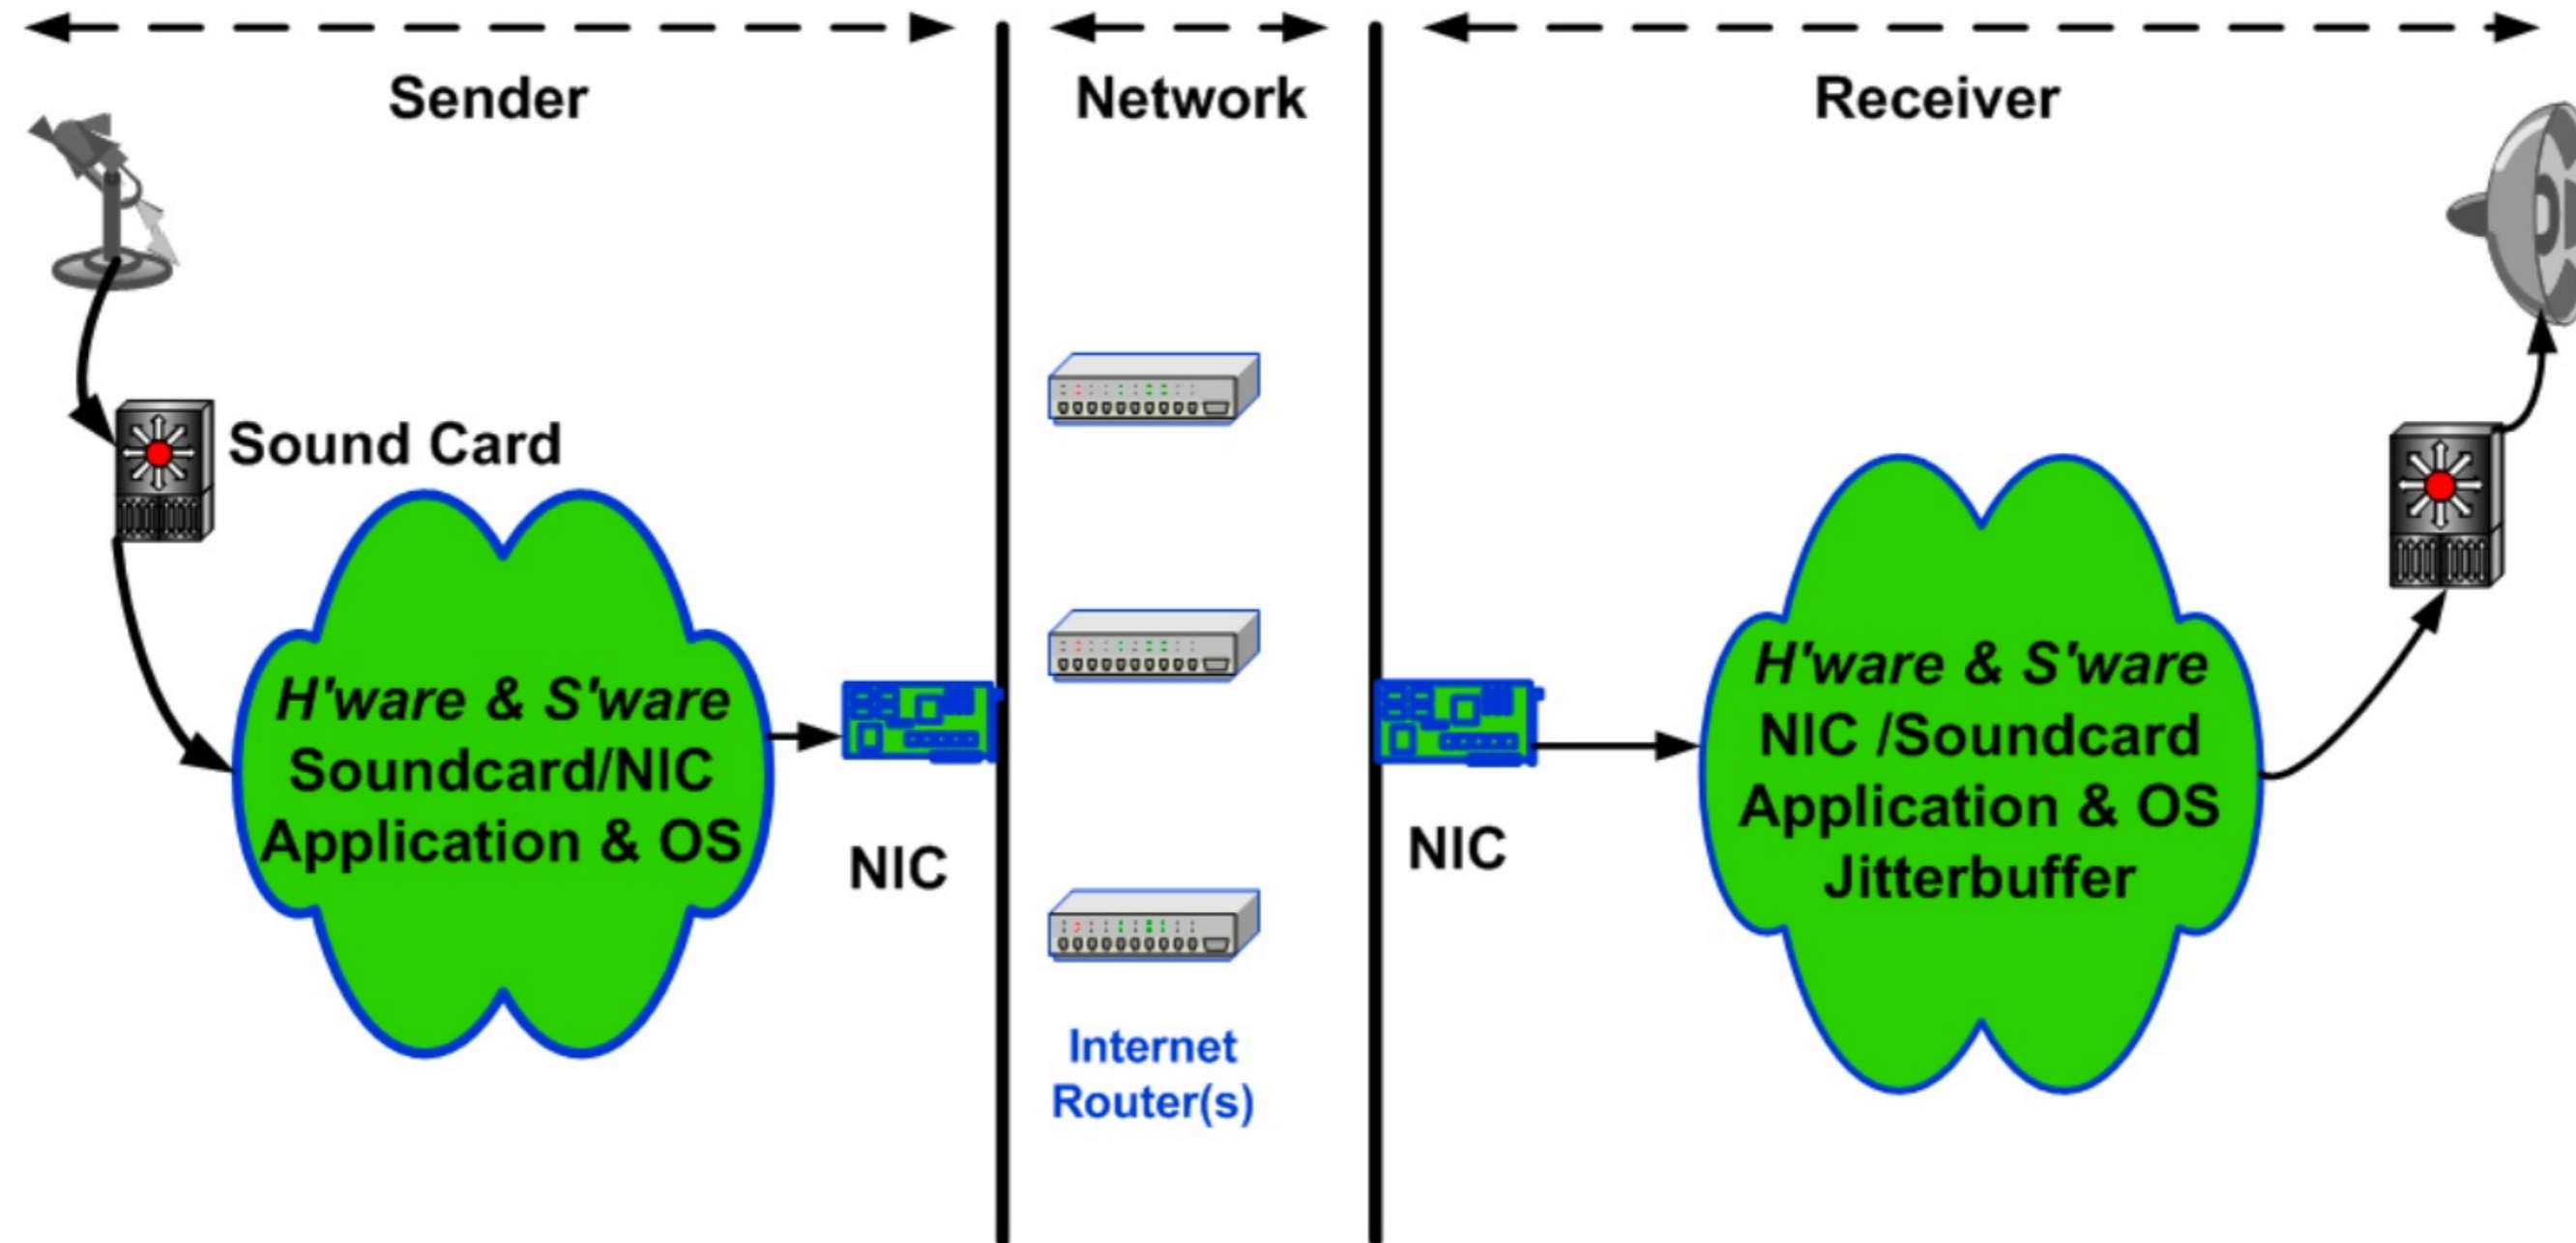 Sender
Network
Receiver
Sound Card
H'ware & S'ware
Soundcard/NIC
Application & OS
NIC
Internet
Router(s)
NIC
H'ware & S'ware
NIC /Soundcard
Application & OS
Jitterbuffer